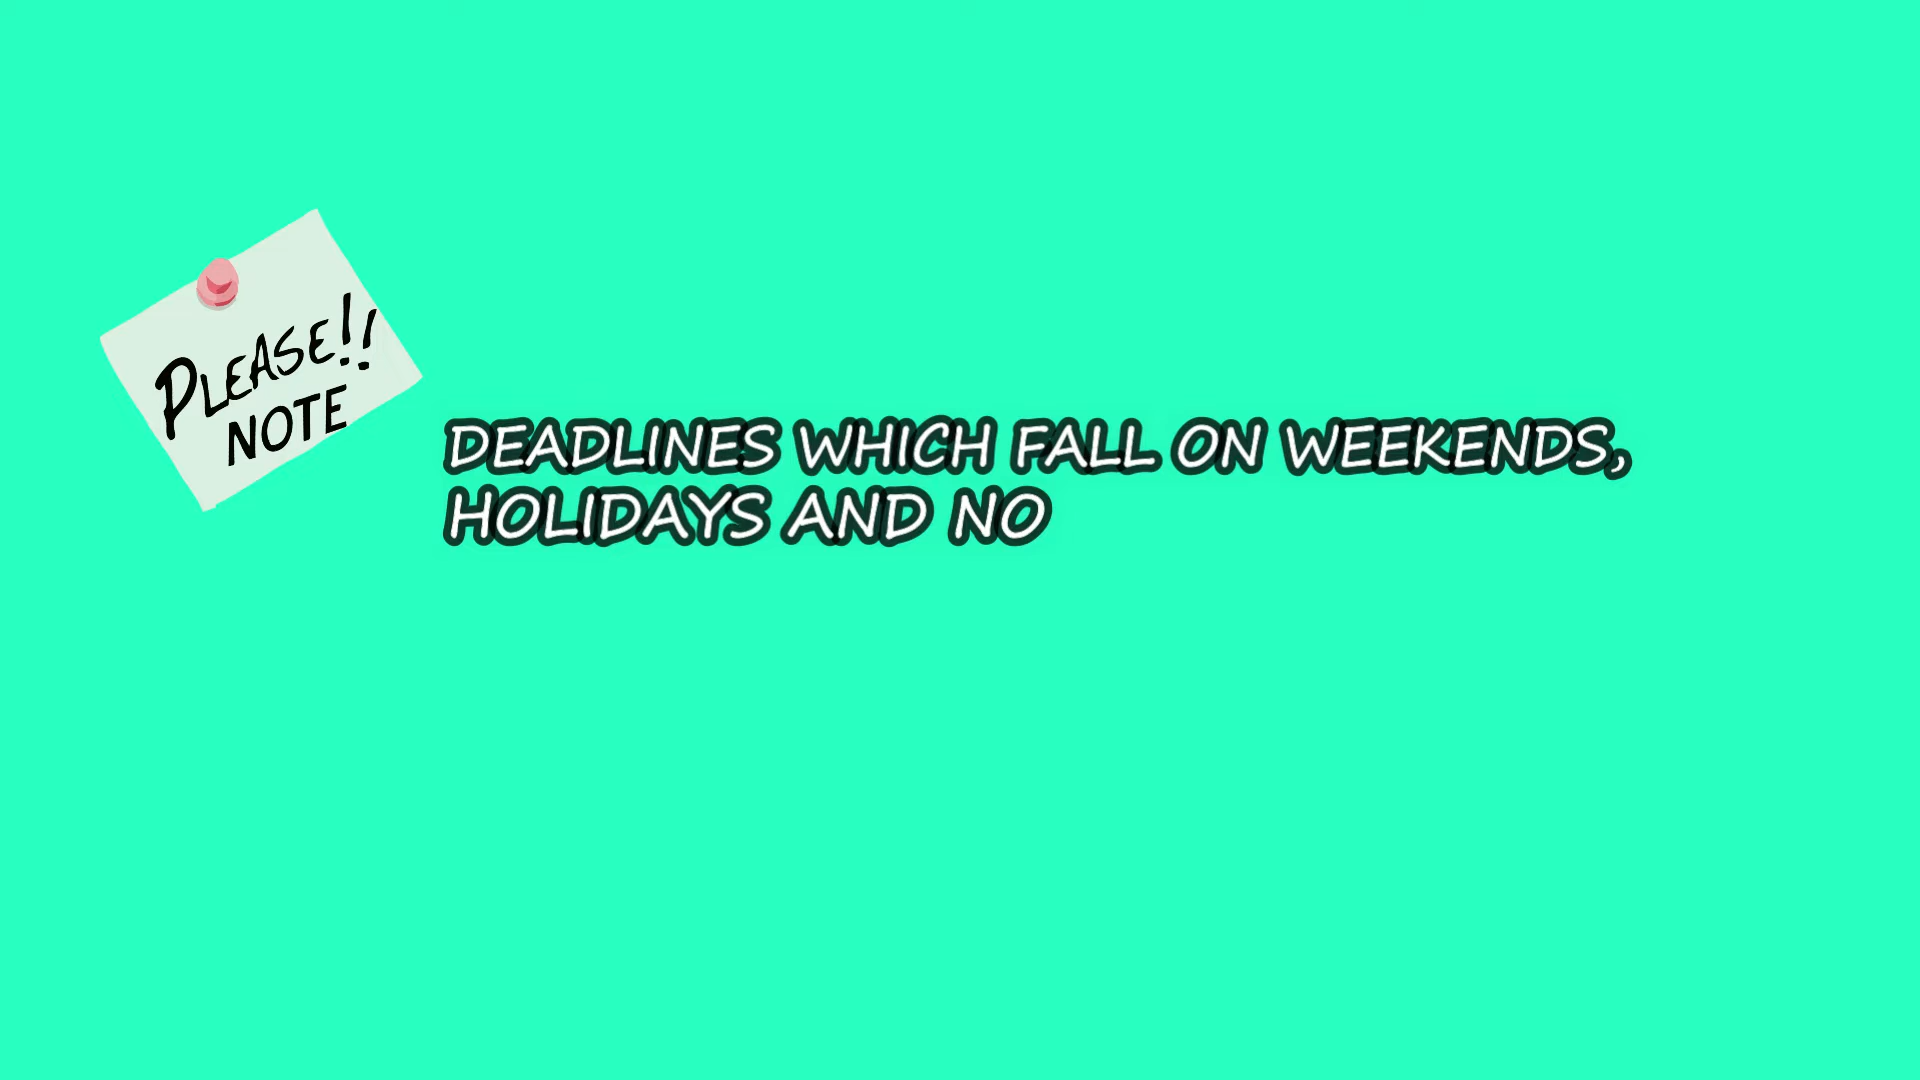 PLEASE!!
NOTE
DEADLINES WHICH FALL ON WEEKENDS,
HOLIDAYS AND NO